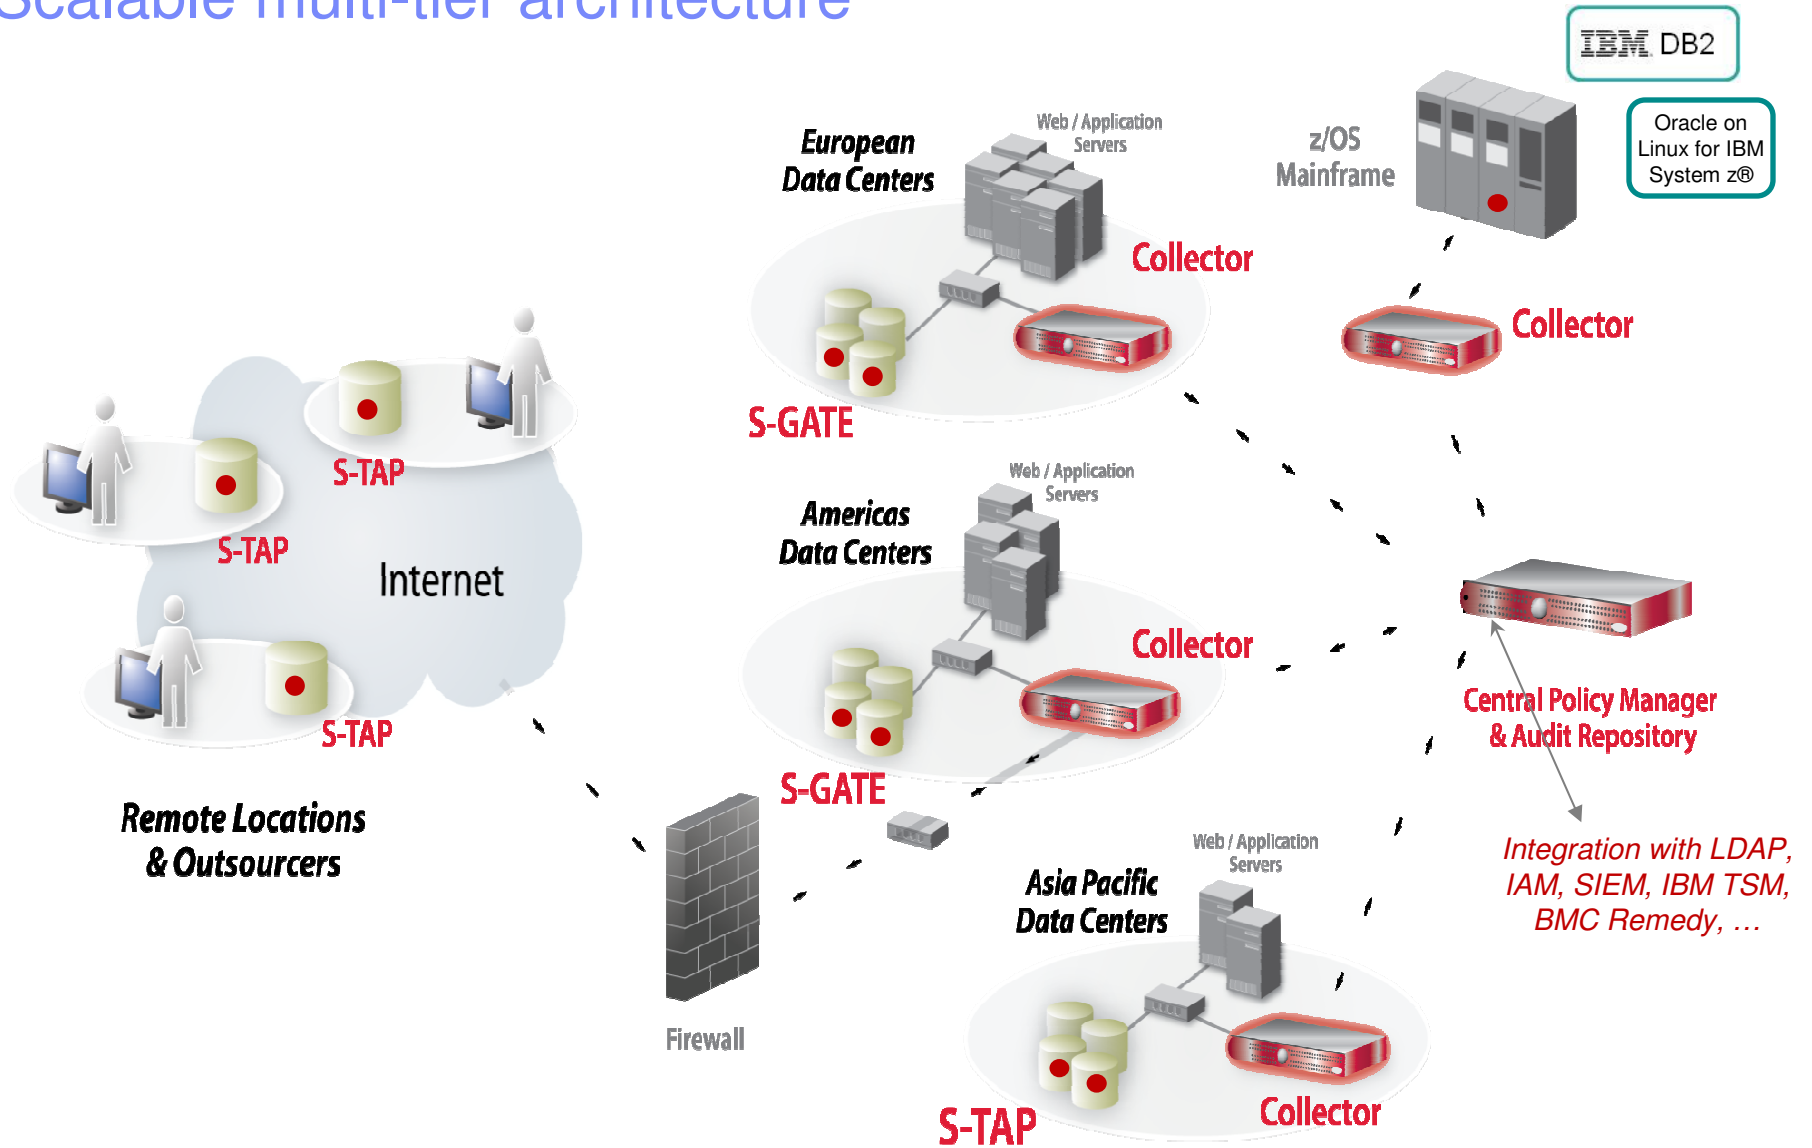 Scalable multi-tier architecture
IBM DB2
Oracle on
Linux for IBM
System z®
z/OS
Mainframe
Collector
European
Data Centers
Web / Application
Servers
Collector
S-GATE
S-TAP
S-TAP
Internet
S-TAP
Remote Locations
& Outsourcers
Americas
Data Centers
Web / Application
Servers
Collector
S-GATE
Firewall
Central Policy Manager
& Audit Repository
Integration with LDAP,
IAM, SIEM, IBM TSM,
BMC Remedy, …
Asia Pacific
Data Centers
Web / Application
Servers
S-TAP
Collector